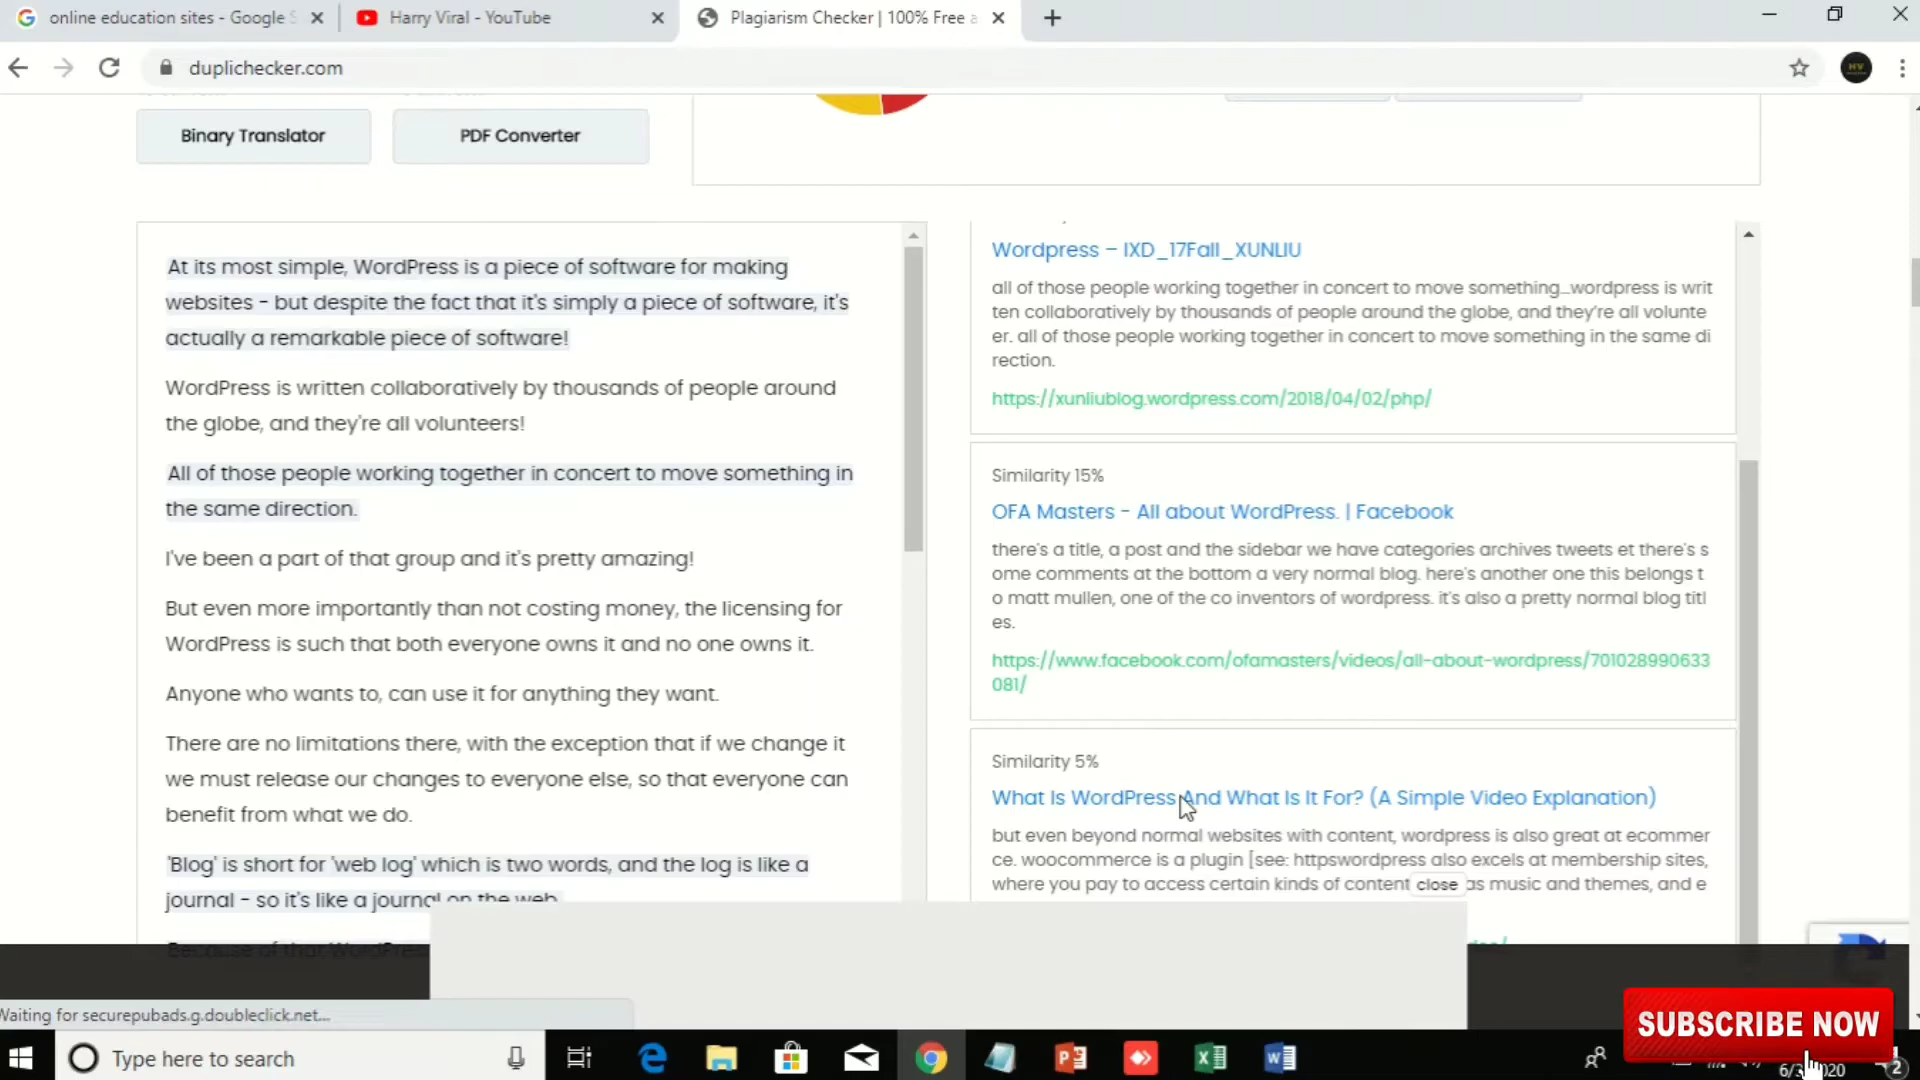 online education sites - Google S
Harry Viral - YouTube
Plagiarism Checker | 100% Free a
duplichecker.com
Binary Translator
PDF Converter
At its most simple, WordPress is a piece of software for making
websites - but despite the fact that it's simply a piece of software, it's
actually a remarkable piece of software!
WordPress is written collaboratively by thousands of people around
the globe, and they're all volunteers!
All of those people working together in concert to move something in
the same direction.
I've been a part of that group and it's pretty amazing!
But even more importantly than not costing money, the licensing for
WordPress is such that both everyone owns it and no one owns it.
Anyone who wants to, can use it for anything they want.
There are no limitations there, with the exception that if we change it
we must release our changes to everyone else, so that everyone can
benefit from what we do.
'Blog' is short for 'web log' which is two words, and the log is like a
journal - so it's like a journal on the web.
Because of that WordPress
Wordpress – IXD_17Fall_XUNLIU
all of those people working together in concert to move something...wordpress is writ
ten collaboratively by thousands of people around the globe, and they're all volunte
er. all of those people working together in concert to move something in the same di
rection.
https://xunliublog.wordpress.com/2018/04/02/php/
Similarity 15%
OFA Masters - All about WordPress. | Facebook
there's a title, a post and the sidebar we have categories archives tweets et there's s
ome comments at the bottom a very normal blog. here's another one this belongs t
o matt mullen, one of the co inventors of wordpress. it's also a pretty normal blog titl
es.
https://www.facebook.com/ofamasters/videos/all-about-wordpress/701028990633
081/
Similarity 5%
What Is WordPress And What Is It For? (A Simple Video Explanation)
but even beyond normal websites with content, wordpress is also great at ecommer
ce. woocommerce is a plugin [see: httpswordpress also excels at membership sites,
where you pay to access certain kinds of content close as music and themes, and e
Waiting for securepubads.g.doubleclick.net...
SUBSCRIBE NOW
Type here to search
2